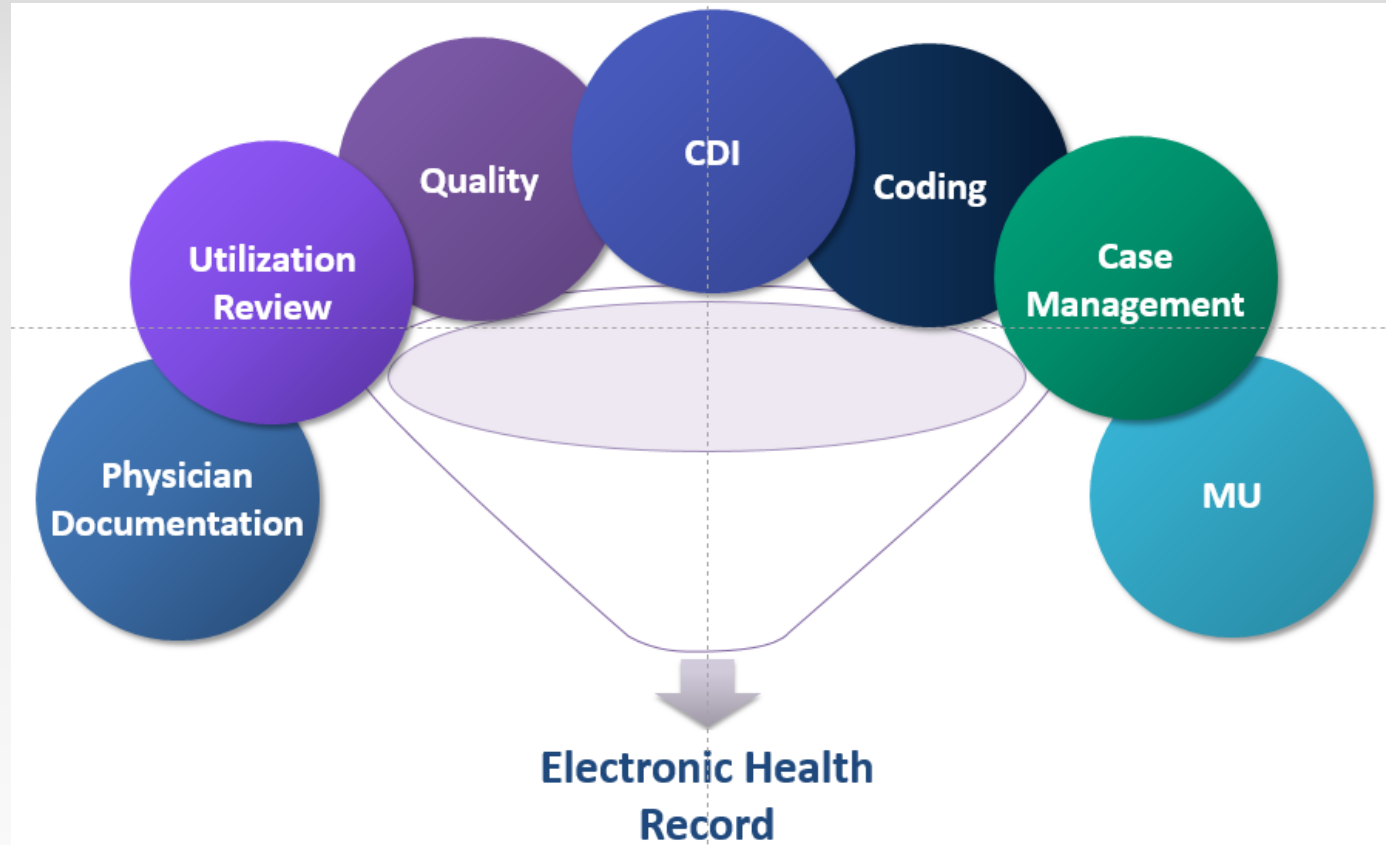 CDI
Quality
Coding
Utilization
Review
Case
Management
Physician
Documentation
MU
Electronic Health
Record